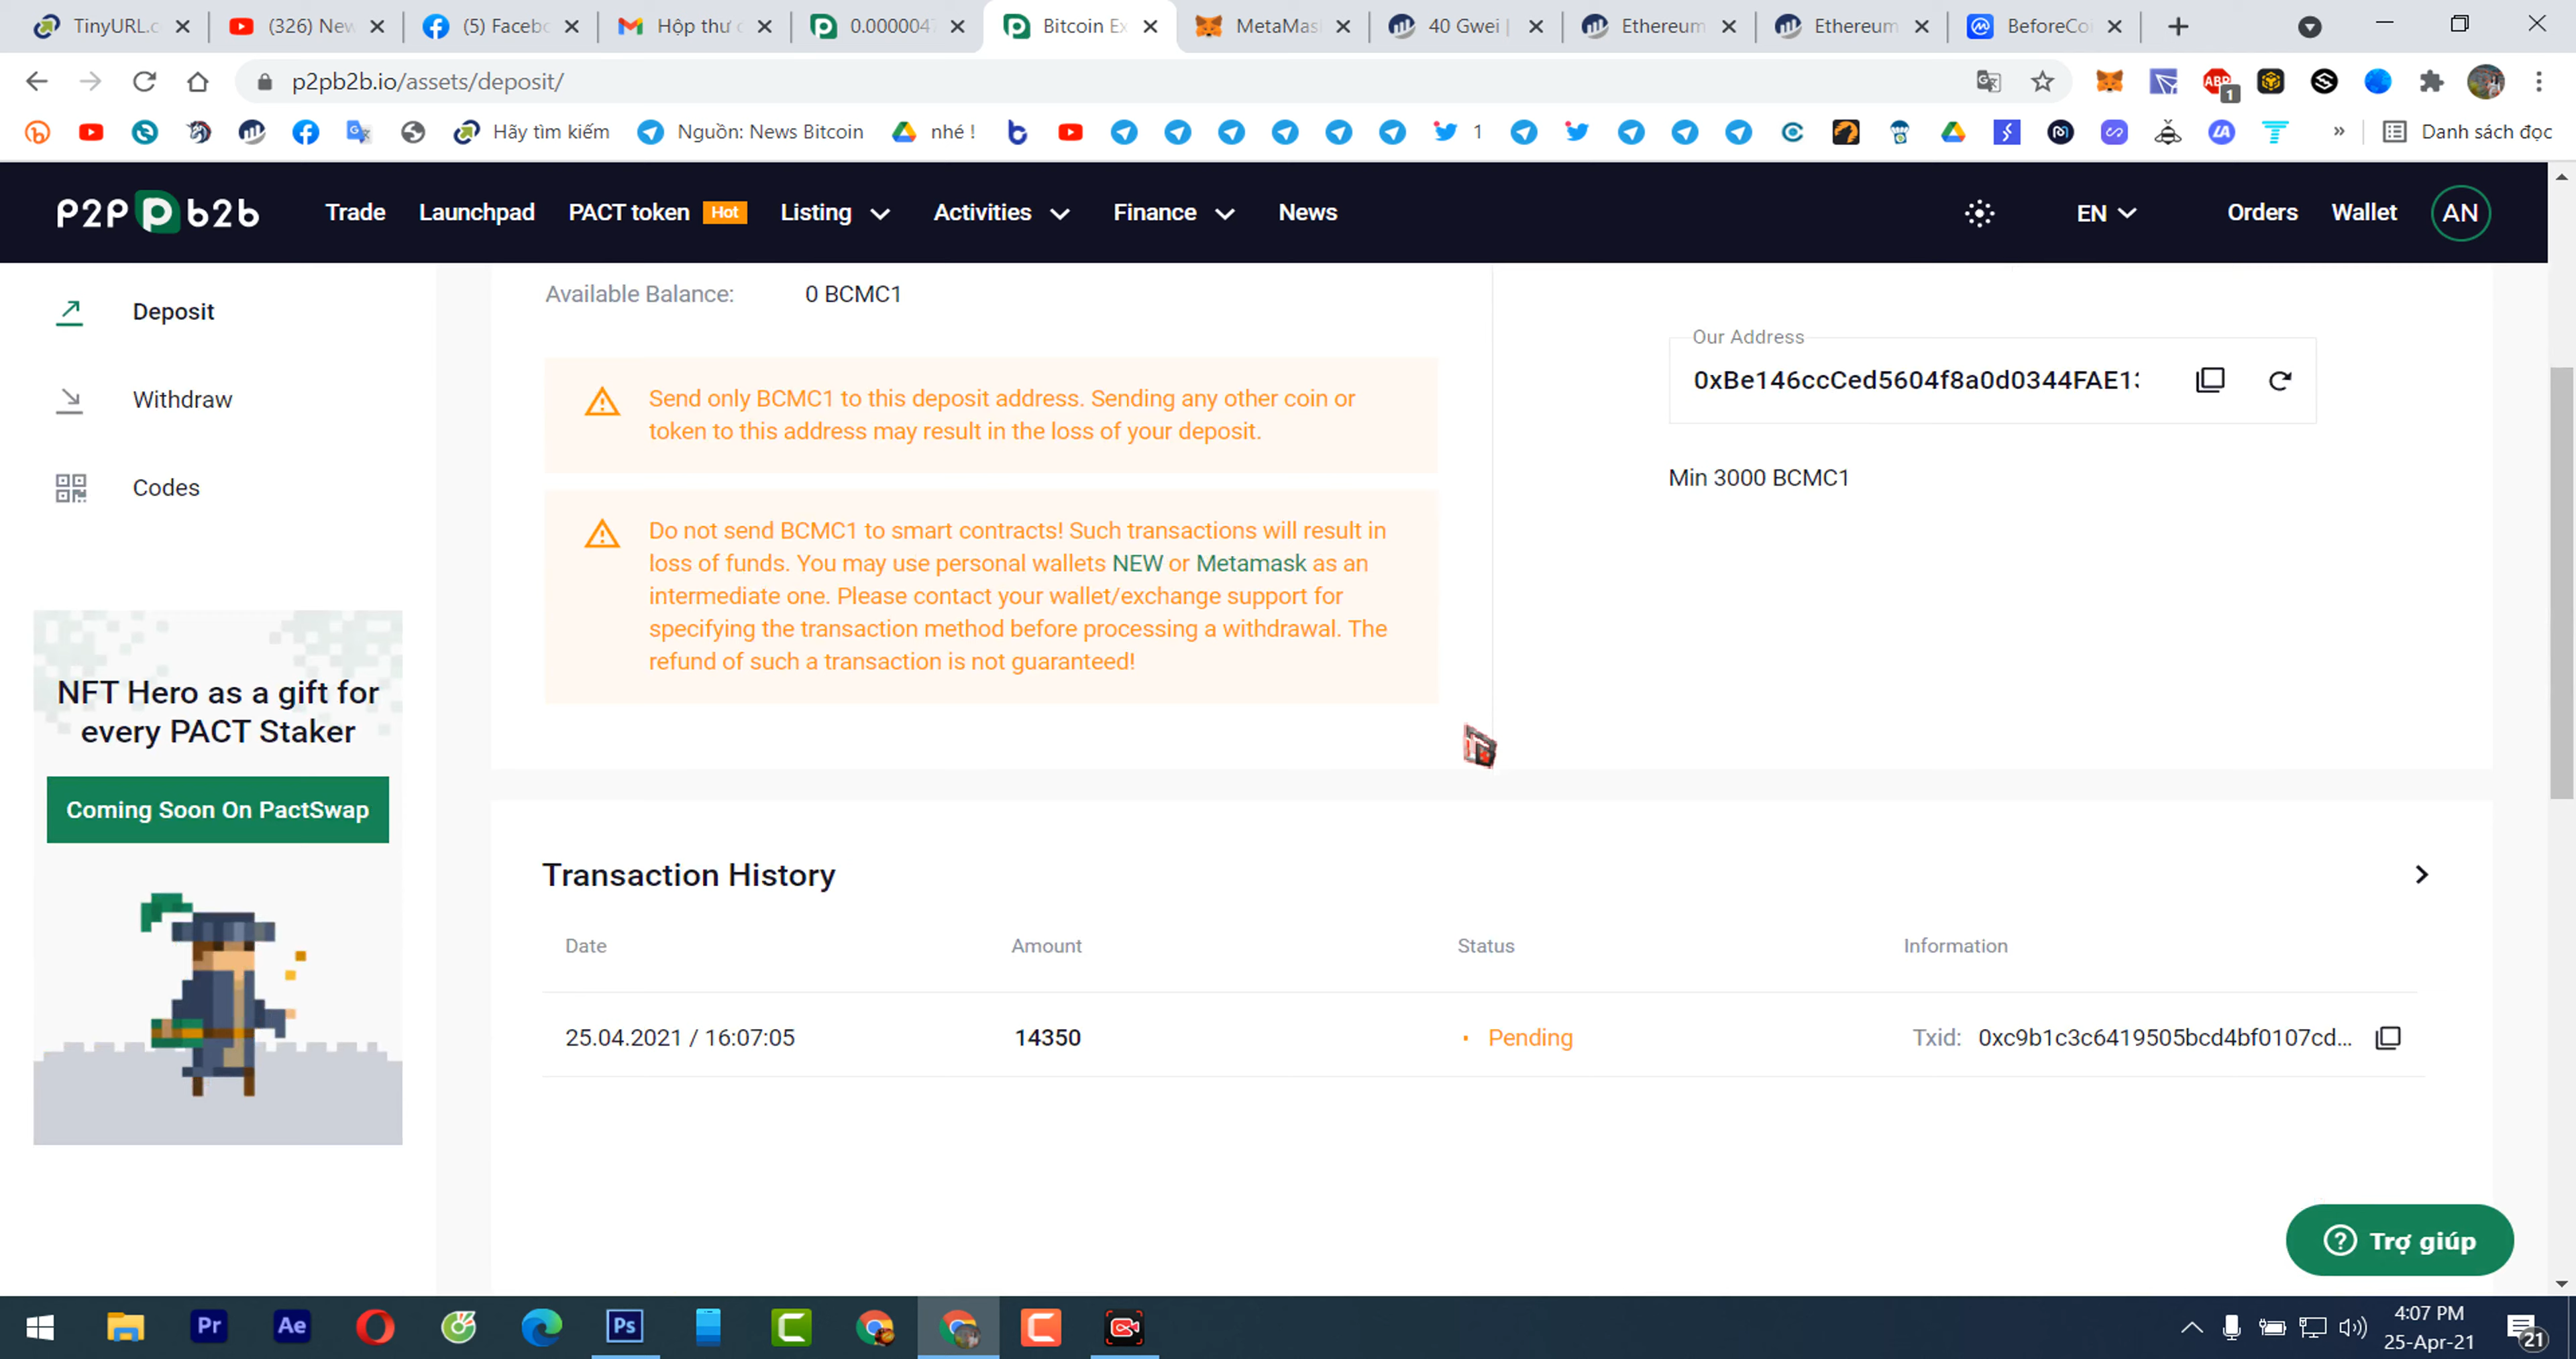 TinyURL.c
(326) New
(5) Facebo
Hộp thư đ
0.0000047
Bitcoin Ex
MetaMas
40 Gwei |
Ethereum
Ethereum
BeforeCoi
p2pb2b.io/assets/deposit/
ABP
1
Hãy tìm kiếm
Nguồn: News Bitcoin
nhé !
1
»
Danh sách đọc
P2P b2b
Trade
Launchpad
PACT token
Hot
Listing
Activities
Finance
News
EN
Orders
Wallet
AN
Deposit
Withdraw
Codes
Available Balance: 0 BCMC1
Send only BCMC1 to this deposit address. Sending any other coin or
token to this address may result in the loss of your deposit.
Do not send BCMC1 to smart contracts! Such transactions will result in
loss of funds. You may use personal wallets NEW or Metamask as an
intermediate one. Please contact your wallet/exchange support for
specifying the transaction method before processing a withdrawal. The
refund of such a transaction is not guaranteed!
Our Address
0xBe146ccCed5604f8a0d0344FAE1
Min 3000 BCMC1
NFT Hero as a gift for
every PACT Staker
Coming Soon On PactSwap
Transaction History
Date Amount Status Information
25.04.2021 / 16:07:05 14350 Pending Txid: 0xc9b1c3c6419505bcd4bf0107cd...
Trợ giúp
Pr
Ae
Ps
4:07 PM
25-Apr-21
21